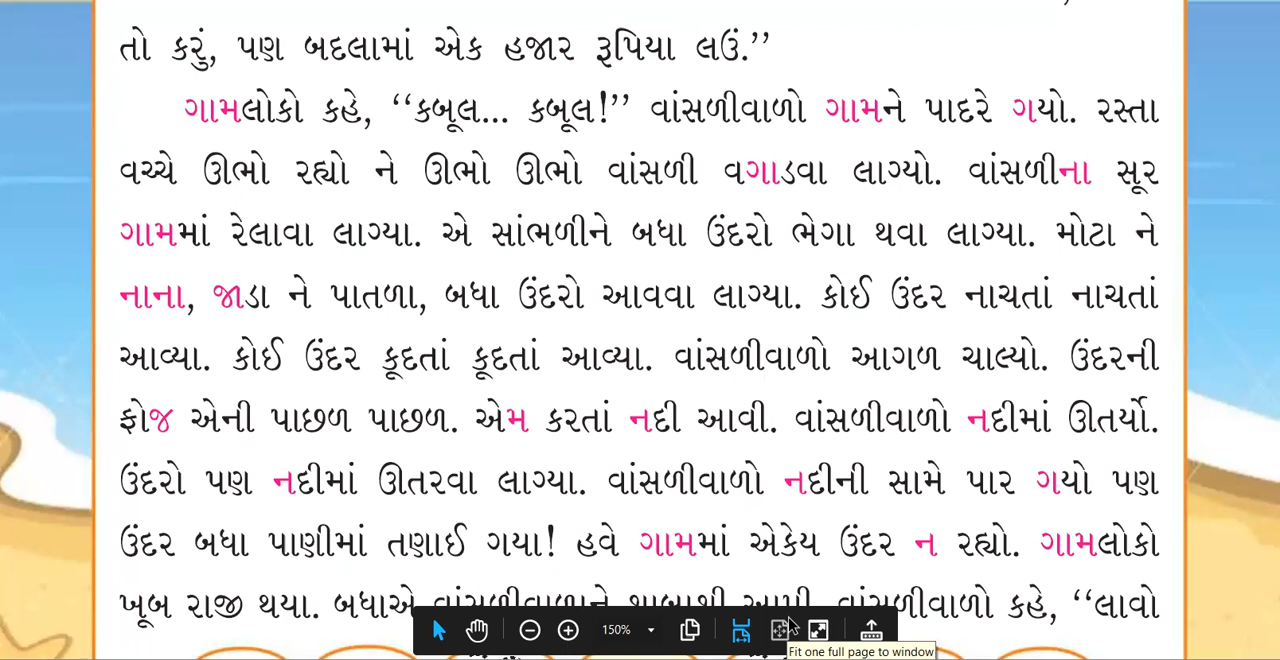 તો કરું, પણ બદલામાં એક હજાર રૂપિયા લઉં.’’
ગામલોકો કહે, ‘‘કબૂલ... કબૂલ!’’ વાંસળીવાળો ગામને પાદરે ગયો. રસ્તા
વચ્ચે ઊભો રહ્યો ને ઊભો ઊભો વાંસળી વગાડવા લાગ્યો. વાંસળીના સૂર
ગામમાં રેલાવા લાગ્યા. એ સાંભળીને બધા ઉંદરો ભેગા થવા લાગ્યા. મોટા ને
નાના, જાડા ને પાતળા, બધા ઉંદરો આવવા લાગ્યા. કોઈ ઉંદર નાચતાં નાચતાં
આવ્યા. કોઈ ઉંદર કૂદતાં કૂદતાં આવ્યા. વાંસળીવાળો આગળ ચાલ્યો. ઉંદરની
ફોજ એની પાછળ પાછળ. એમ કરતાં નદી આવી. વાંસળીવાળો નદીમાં ઊતર્યો.
ઉંદરો પણ નદીમાં ઊતરવા લાગ્યા. વાંસળીવાળો નદીની સામે પાર ગયો પણ
ઉંદર બધા પાણીમાં તણાઈ ગયા! હવે ગામમાં એકેય ઉંદર ન રહ્યો. ગામલોકો
ખૂબ રાજી થયા. બધાએ વાંસળીવાળાને શાબાશી આપી. વાંસળીવાળો કહે, ‘‘લાવો
150%
Fit one full page to window